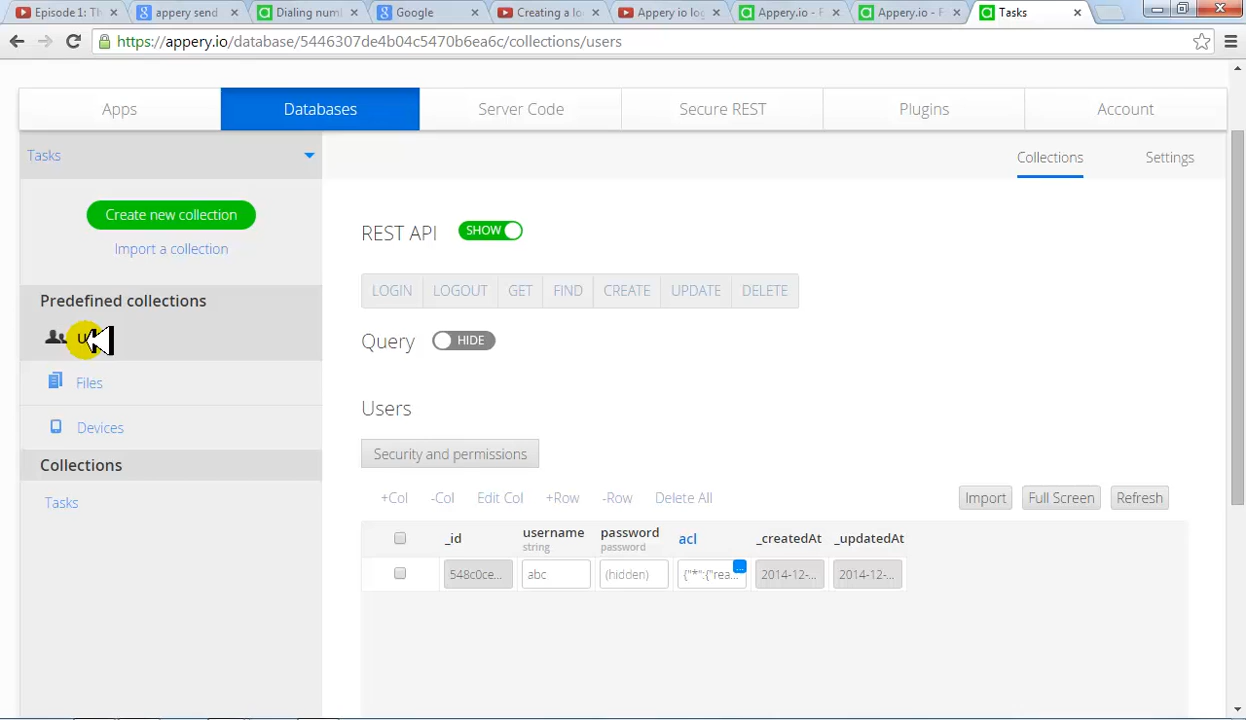 Episode 1: Th
appery send
Dialing num
Google
Creating a lo
Appery io log
Appery.io - F
Appery.io - F
Tasks
https://appery.io/database/5446307de4b04c5470b6ea6c/collections/users
Apps
Databases
Server Code
Secure REST
Plugins
Account
Tasks
Collections
Settings
Create new collection
Import a collection
REST API
SHOW
LOGIN
LOGOUT
GET
FIND
CREATE
UPDATE
DELETE
Predefined collections
Query
HIDE
Files
Devices
Users
Security and permissions
Collections
Tasks
+Col
-Col
Edit Col
+Row
-Row
Delete All
Import
Full Screen
Refresh
_id
username
string
password
password
acl
_createdAt
_updatedAt
548c0ce...
abc
(hidden)
{"*":{"rea...
...
2014-12-...
2014-12-...